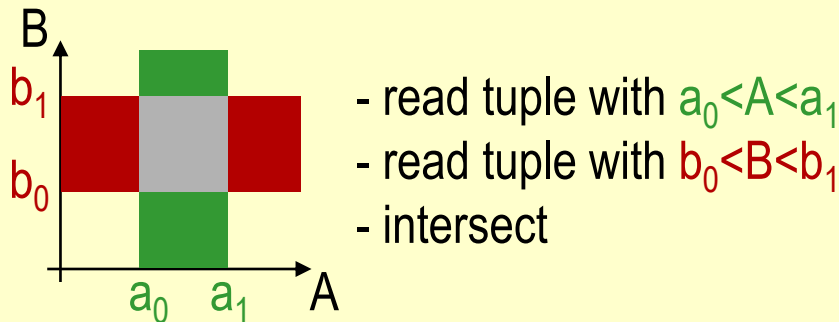 B
b₁
b₀
a₀ a₁ A
- read tuple with a₀<A<a₁
- read tuple with b₀<B<b₁
- intersect